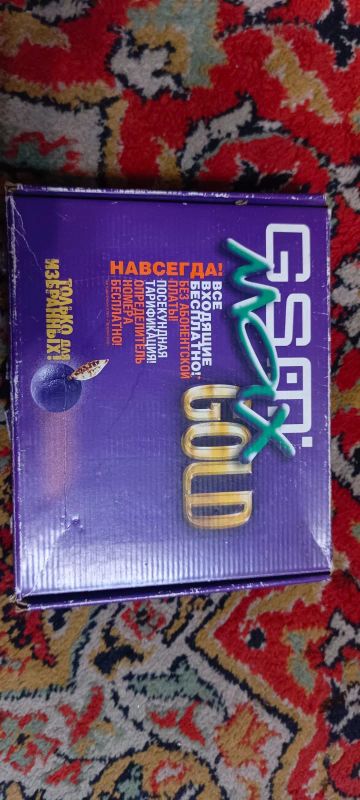 GSM
MAX
GOLD
НАВСЕГДА!
ВСЕ
ВХОДЯЩИЕ
БЕСПЛАТНО!
БЕЗ АБОНЕНТСКОЙ
ПЛАТЫ!
ПОСЕКУНДНАЯ
ТАРИФИКАЦИЯ!
ОПРЕДЕЛИТЕЛЬ
НОМЕРА
БЕСПЛАТНО!
ТОЛЬКО ДЛЯ
ИЗБРАННЫХ!